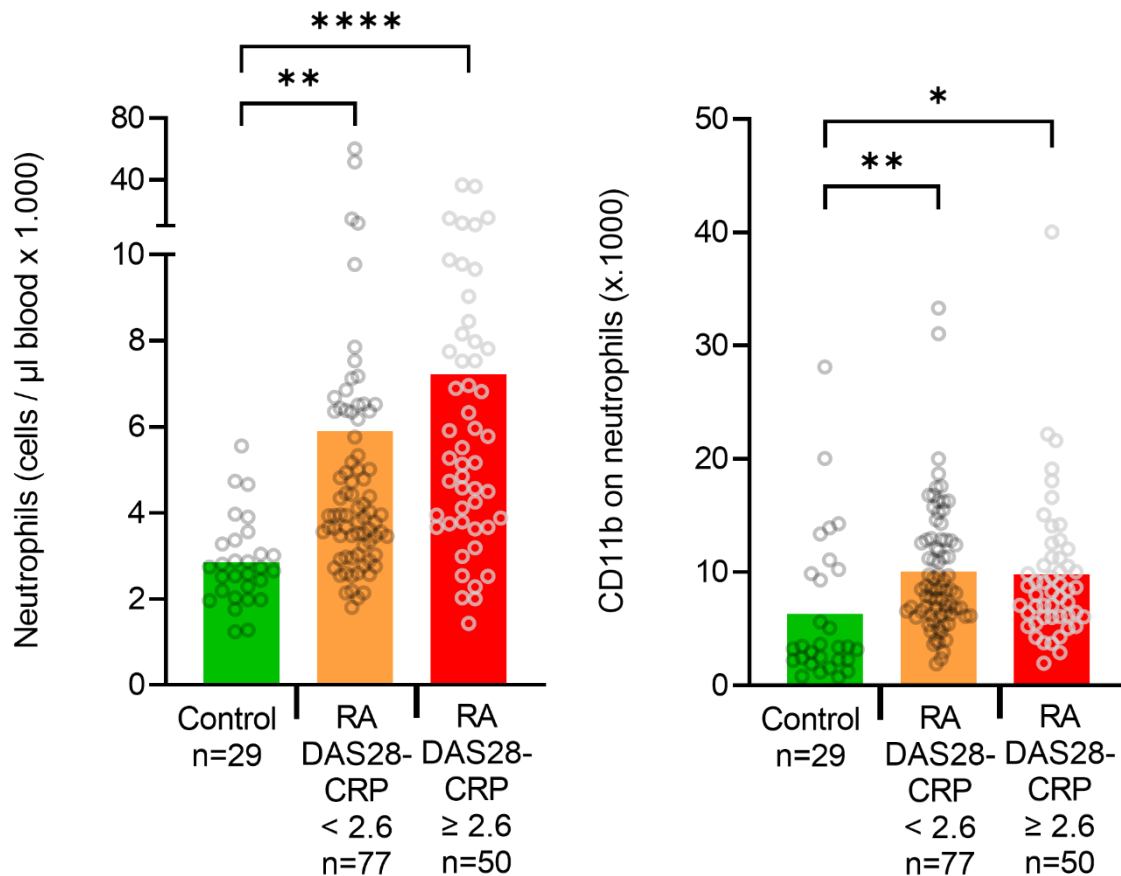 ****
**
80
40
10
8
6
4
2
0
Neutrophils (cells / µl blood x 1.000)
Control
n=29
RA
DAS28-
CRP
< 2.6
n=77
RA
DAS28-
CRP
≥ 2.6
n=50
*
**
50
40
30
20
10
0
CD11b on neutrophils (x.1000)
Control
n=29
RA
DAS28-
CRP
< 2.6
n=77
RA
DAS28-
CRP
≥ 2.6
n=50